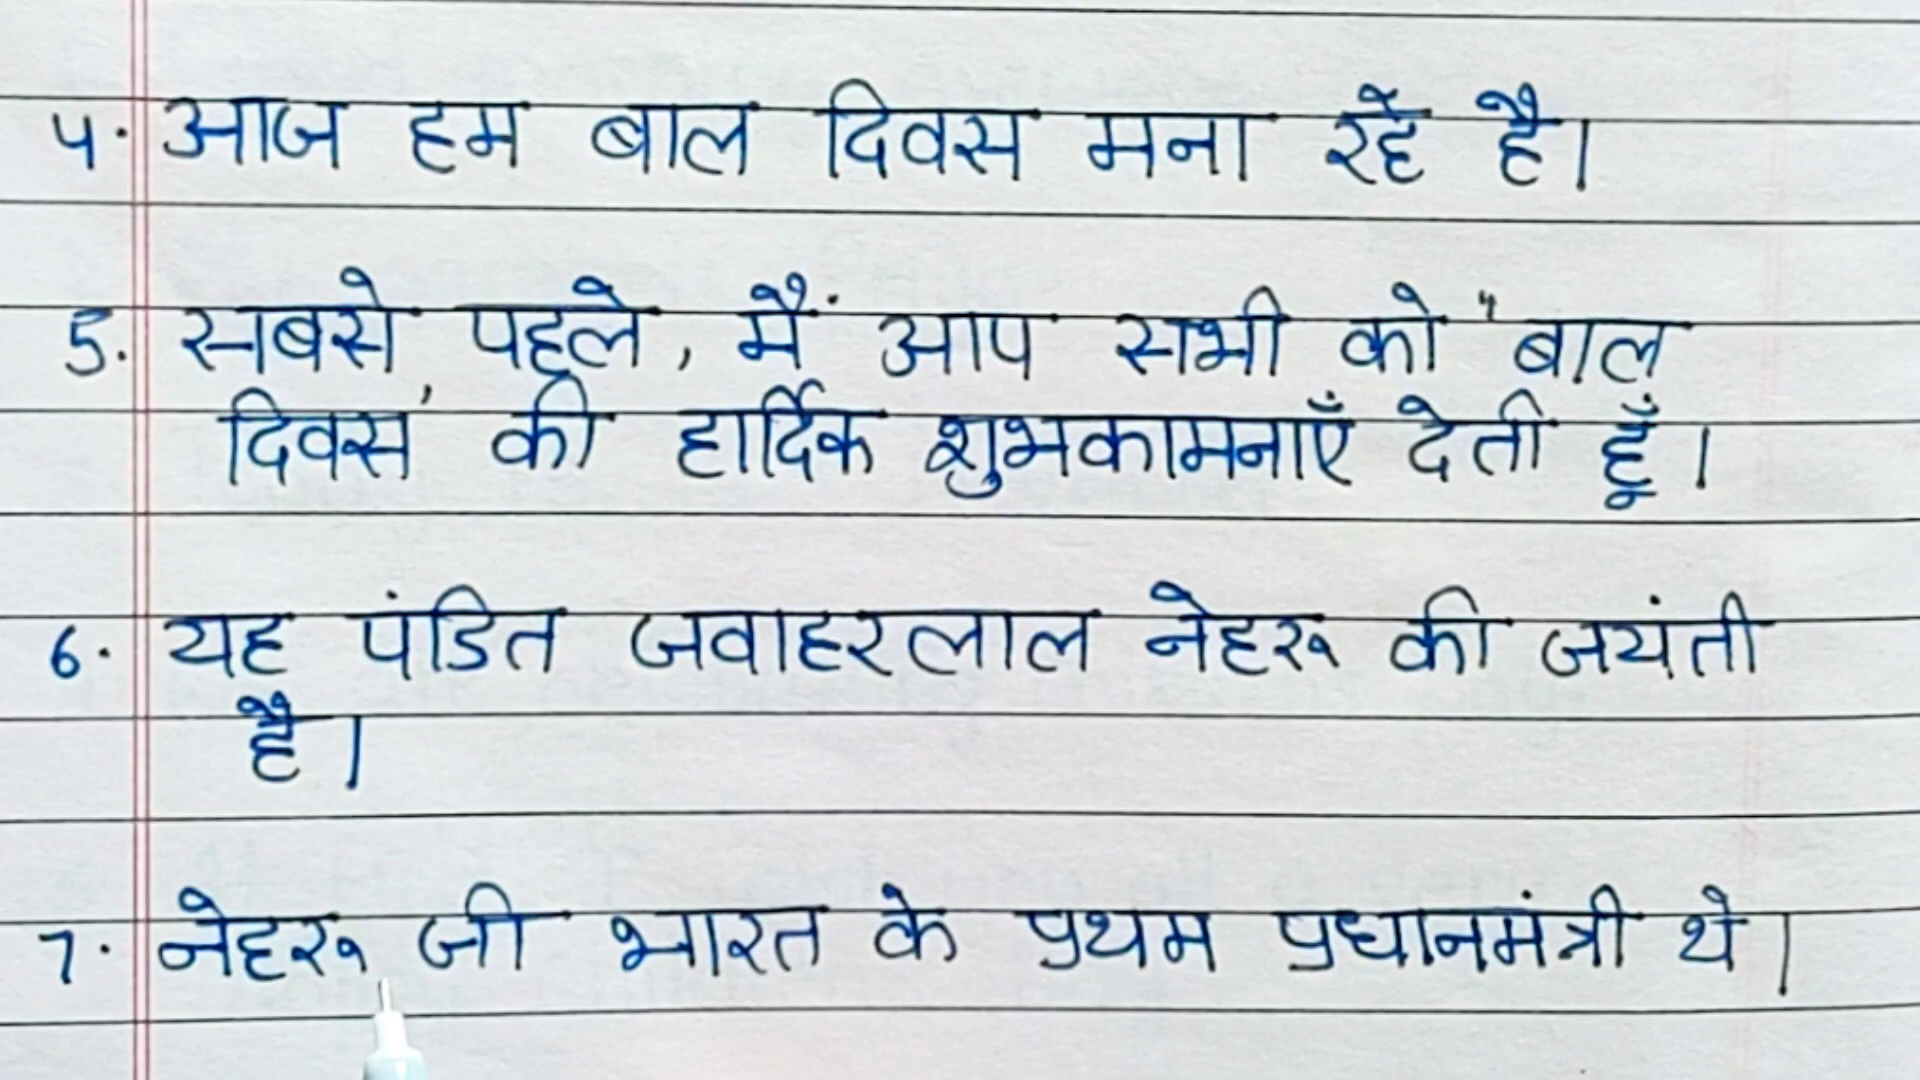 4. आज हम बाल दिवस मना रहे है।
5. सबसे पहले, मैं आप सभी को "बाल
दिवस' की हार्दिक शुभकामनाएँ देती हूँ।
6. यह पंडित जवाहरलाल नेहरू की जयंती
है।
7. नेहरू जी भारत के प्रथम प्रधानमंत्री थे।